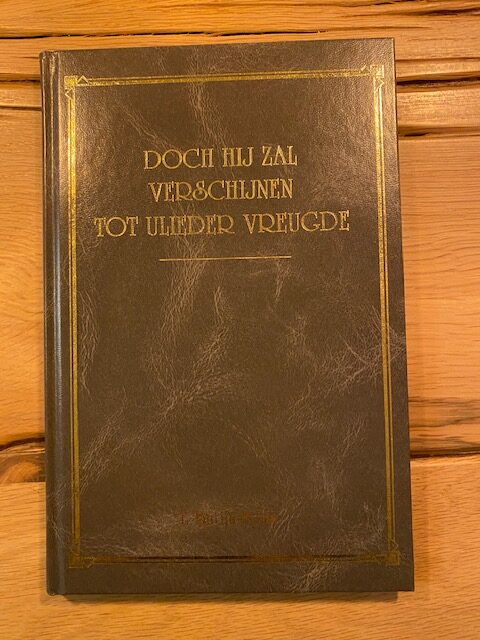 DOCH HIJ ZAL
VERSCHIJNEN
TOT ULIEDER VREUGDE